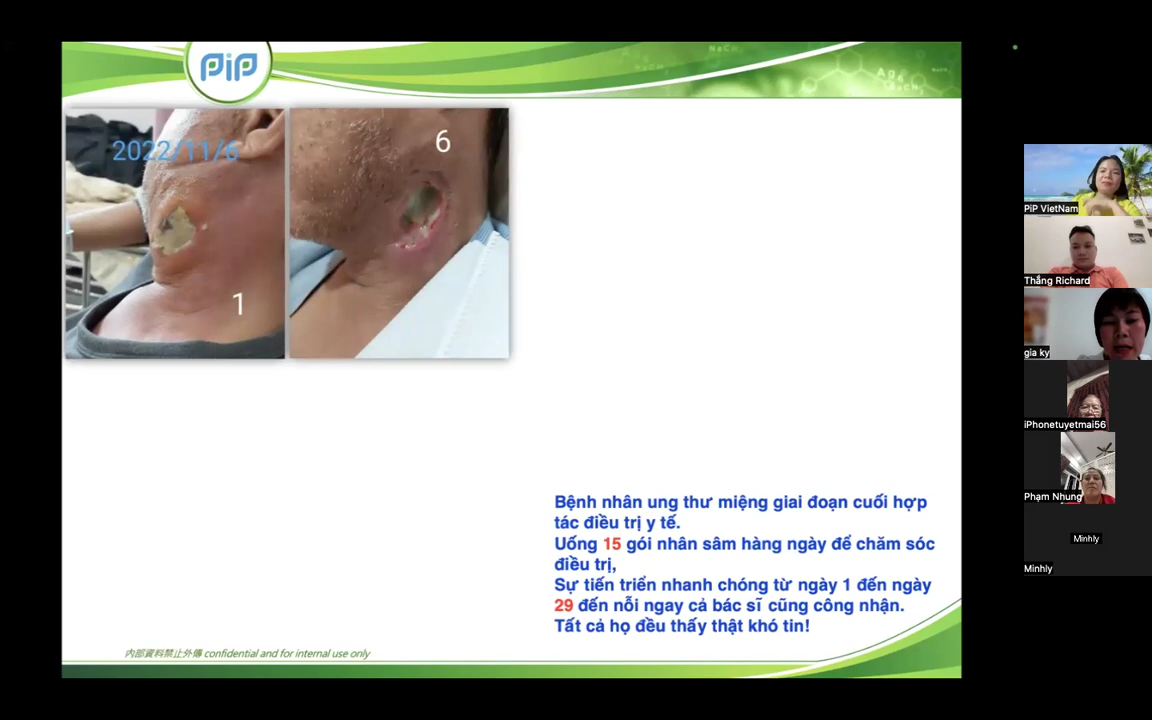 PiP
NaCH
Ag
NaCH
2022/11/6
1
6
Bệnh nhân ung thư miệng giai đoạn cuối hợp
tác điều trị y tế.
Uống 15 gói nhân sâm hàng ngày để chăm sóc
điều trị,
Sự tiến triển nhanh chóng từ ngày 1 đến ngày
29 đến nỗi ngay cả bác sĩ cũng công nhận.
Tất cả họ đều thấy thật khó tin!
內部資料禁止外傳 confidential and for internal use only
PiP VietNam
Thắng Richard
gia ky
iPhonetuyetmai56
Phạm Nhung
Minhly
Minhly